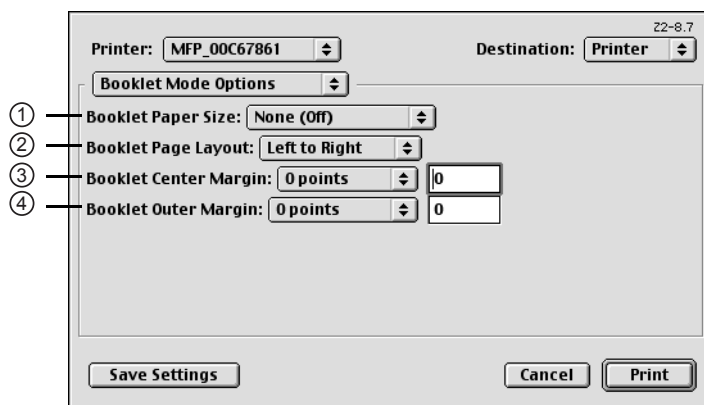 Z2-8.7
Printer: MFP_00C67861 Destination: Printer
Booklet Mode Options
① Booklet Paper Size: None (Off)
② Booklet Page Layout: Left to Right
③ Booklet Center Margin: 0 points 0
④ Booklet Outer Margin: 0 points 0
Save Settings Cancel Print